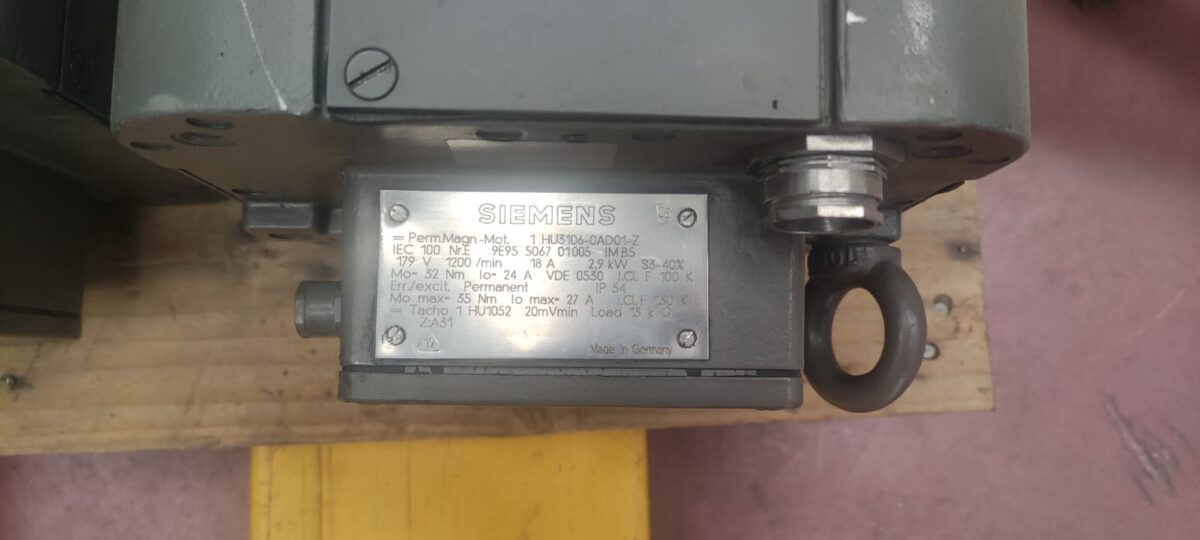 SIEMENS
= Perm.Magn.-Mot. 1 HU3106-0AD01-Z
IEC 100 Nr.E 9E95 5067 01005 IMB5
179 V 1200/min 18 A 2,9 kW S3-40%
Mo= 32 Nm Io= 24 A VDE 0530 I.Cl. F 100 K
Err./excit. Permanent IP 54
Mo max= 35 Nm Io max= 27 A I.Cl. F 130 K
= Tacho 1 HU1052 20mVmin Load 13 k Ω
Z:A31
Made in Germany